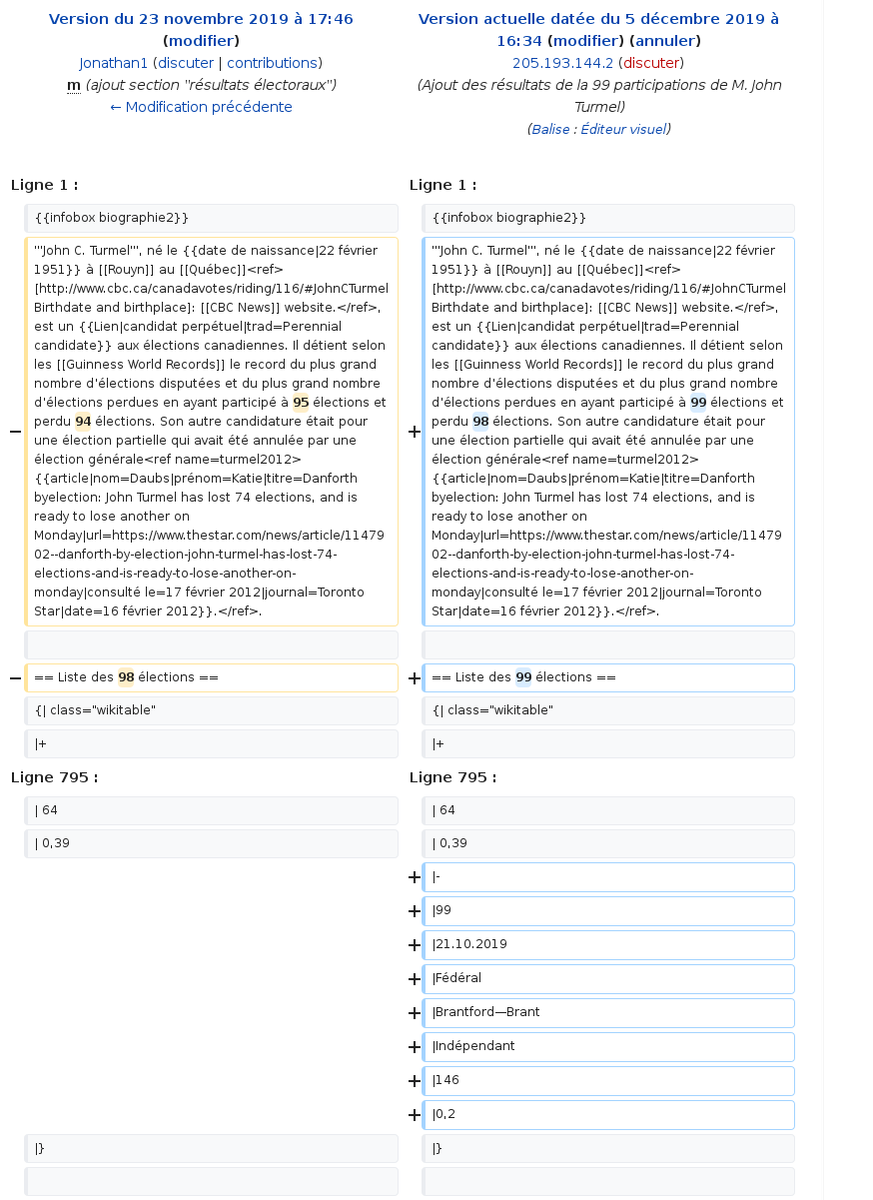 Version du 23 novembre 2019 à 17:46
(modifier)
Jonathan1 (discuter | contributions)
m (ajout section "résultats électoraux")
← Modification précédente
Version actuelle datée du 5 décembre 2019 à
16:34 (modifier) (annuler)
205.193.144.2 (discuter)
(Ajout des résultats de la 99 participations de M. John
Turmel)
(Balise : Éditeur visuel)
Ligne 1 :
{{infobox biographie2}}
− '''John C. Turmel''', né le {{date de naissance|22 février
1951}} à [[Rouyn]] au [[Québec]]<ref>
[http://www.cbc.ca/canadavotes/riding/116/#JohnCTurmel
Birthdate and birthplace]: [[CBC News]] website.</ref>,
est un {{Lien|candidat perpétuel|trad=Perennial
candidate}} aux élections canadiennes. Il détient selon
les [[Guinness World Records]] le record du plus grand
nombre d'élections disputées et du plus grand nombre
d'élections perdues en ayant participé à 95 élections et
perdu 94 élections. Son autre candidature était pour
une élection partielle qui avait été annulée par une
élection générale<ref name=turmel2012>
{{article|nom=Daubs|prénom=Katie|titre=Danforth
byelection: John Turmel has lost 74 elections, and is
ready to lose another on
Monday|url=https://www.thestar.com/news/article/11479
02--danforth-by-election-john-turmel-has-lost-74-
elections-and-is-ready-to-lose-another-on-
monday|consulté le=17 février 2012|journal=Toronto
Star|date=16 février 2012}}.</ref>.
− == Liste des 98 élections ==
{| class="wikitable"
|+
Ligne 1 :
{{infobox biographie2}}
+ '''John C. Turmel''', né le {{date de naissance|22 février
1951}} à [[Rouyn]] au [[Québec]]<ref>
[http://www.cbc.ca/canadavotes/riding/116/#JohnCTurmel
Birthdate and birthplace]: [[CBC News]] website.</ref>,
est un {{Lien|candidat perpétuel|trad=Perennial
candidate}} aux élections canadiennes. Il détient selon
les [[Guinness World Records]] le record du plus grand
nombre d'élections disputées et du plus grand nombre
d'élections perdues en ayant participé à 99 élections et
perdu 98 élections. Son autre candidature était pour
une élection partielle qui avait été annulée par une
élection générale<ref name=turmel2012>
{{article|nom=Daubs|prénom=Katie|titre=Danforth
byelection: John Turmel has lost 74 elections, and is
ready to lose another on
Monday|url=https://www.thestar.com/news/article/11479
02--danforth-by-election-john-turmel-has-lost-74-
elections-and-is-ready-to-lose-another-on-
monday|consulté le=17 février 2012|journal=Toronto
Star|date=16 février 2012}}.</ref>.
+ == Liste des 99 élections ==
{| class="wikitable"
|+
Ligne 795 :
| 64
| 0,39
|}
Ligne 795 :
| 64
| 0,39
+ |-
+ |99
+ |21.10.2019
+ |Fédéral
+ |Brantford—Brant
+ |Indépendant
+ |146
+ |0,2
|}